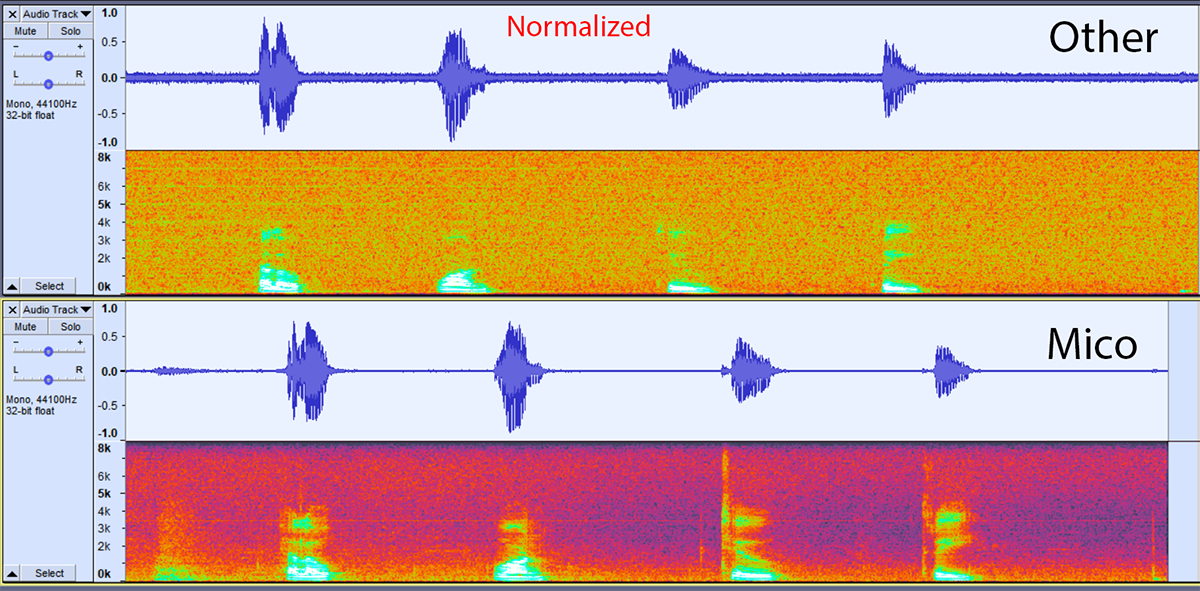 Normalized
Other
✕ Audio Track ▼
Mute Solo
- +
L R
Mono, 44100Hz
32-bit float
▲ Select
1.0
0.5
0.0
-0.5
-1.0
8k
6k
5k
4k
3k
2k
0k
Mico
✕ Audio Track ▼
Mute Solo
- +
L R
Mono, 44100Hz
32-bit float
▲ Select
1.0
0.5
0.0
-0.5
-1.0
8k
6k
5k
4k
3k
2k
0k